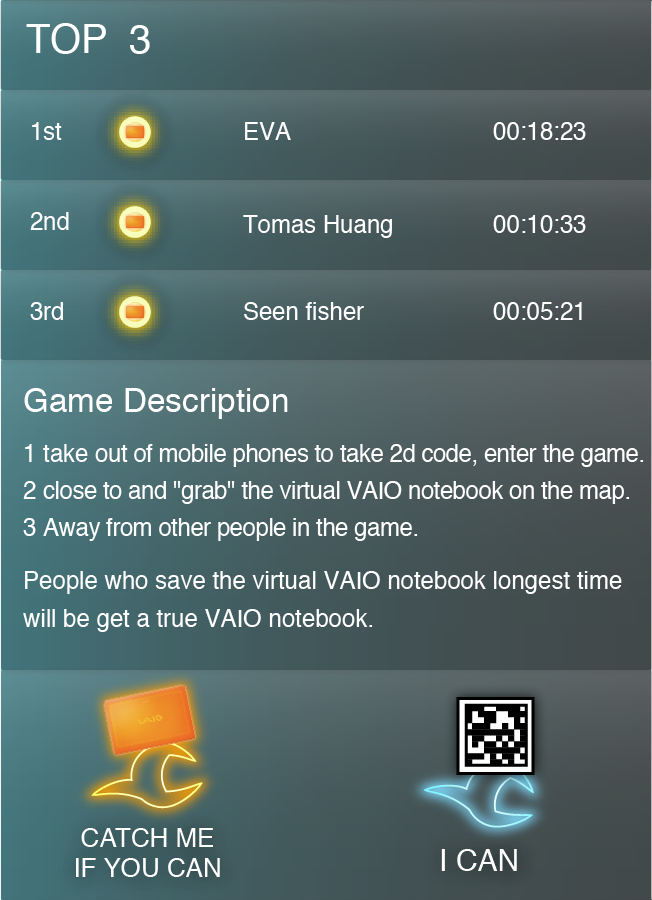 TOP 3
1st EVA 00:18:23
2nd Tomas Huang 00:10:33
3rd Seen fisher 00:05:21
Game Description
1 take out of mobile phones to take 2d code, enter the game.
2 close to and "grab" the virtual VAIO notebook on the map.
3 Away from other people in the game.
People who save the virtual VAIO notebook longest time
will be get a true VAIO notebook.
VAIO
CATCH ME
IF YOU CAN
I CAN